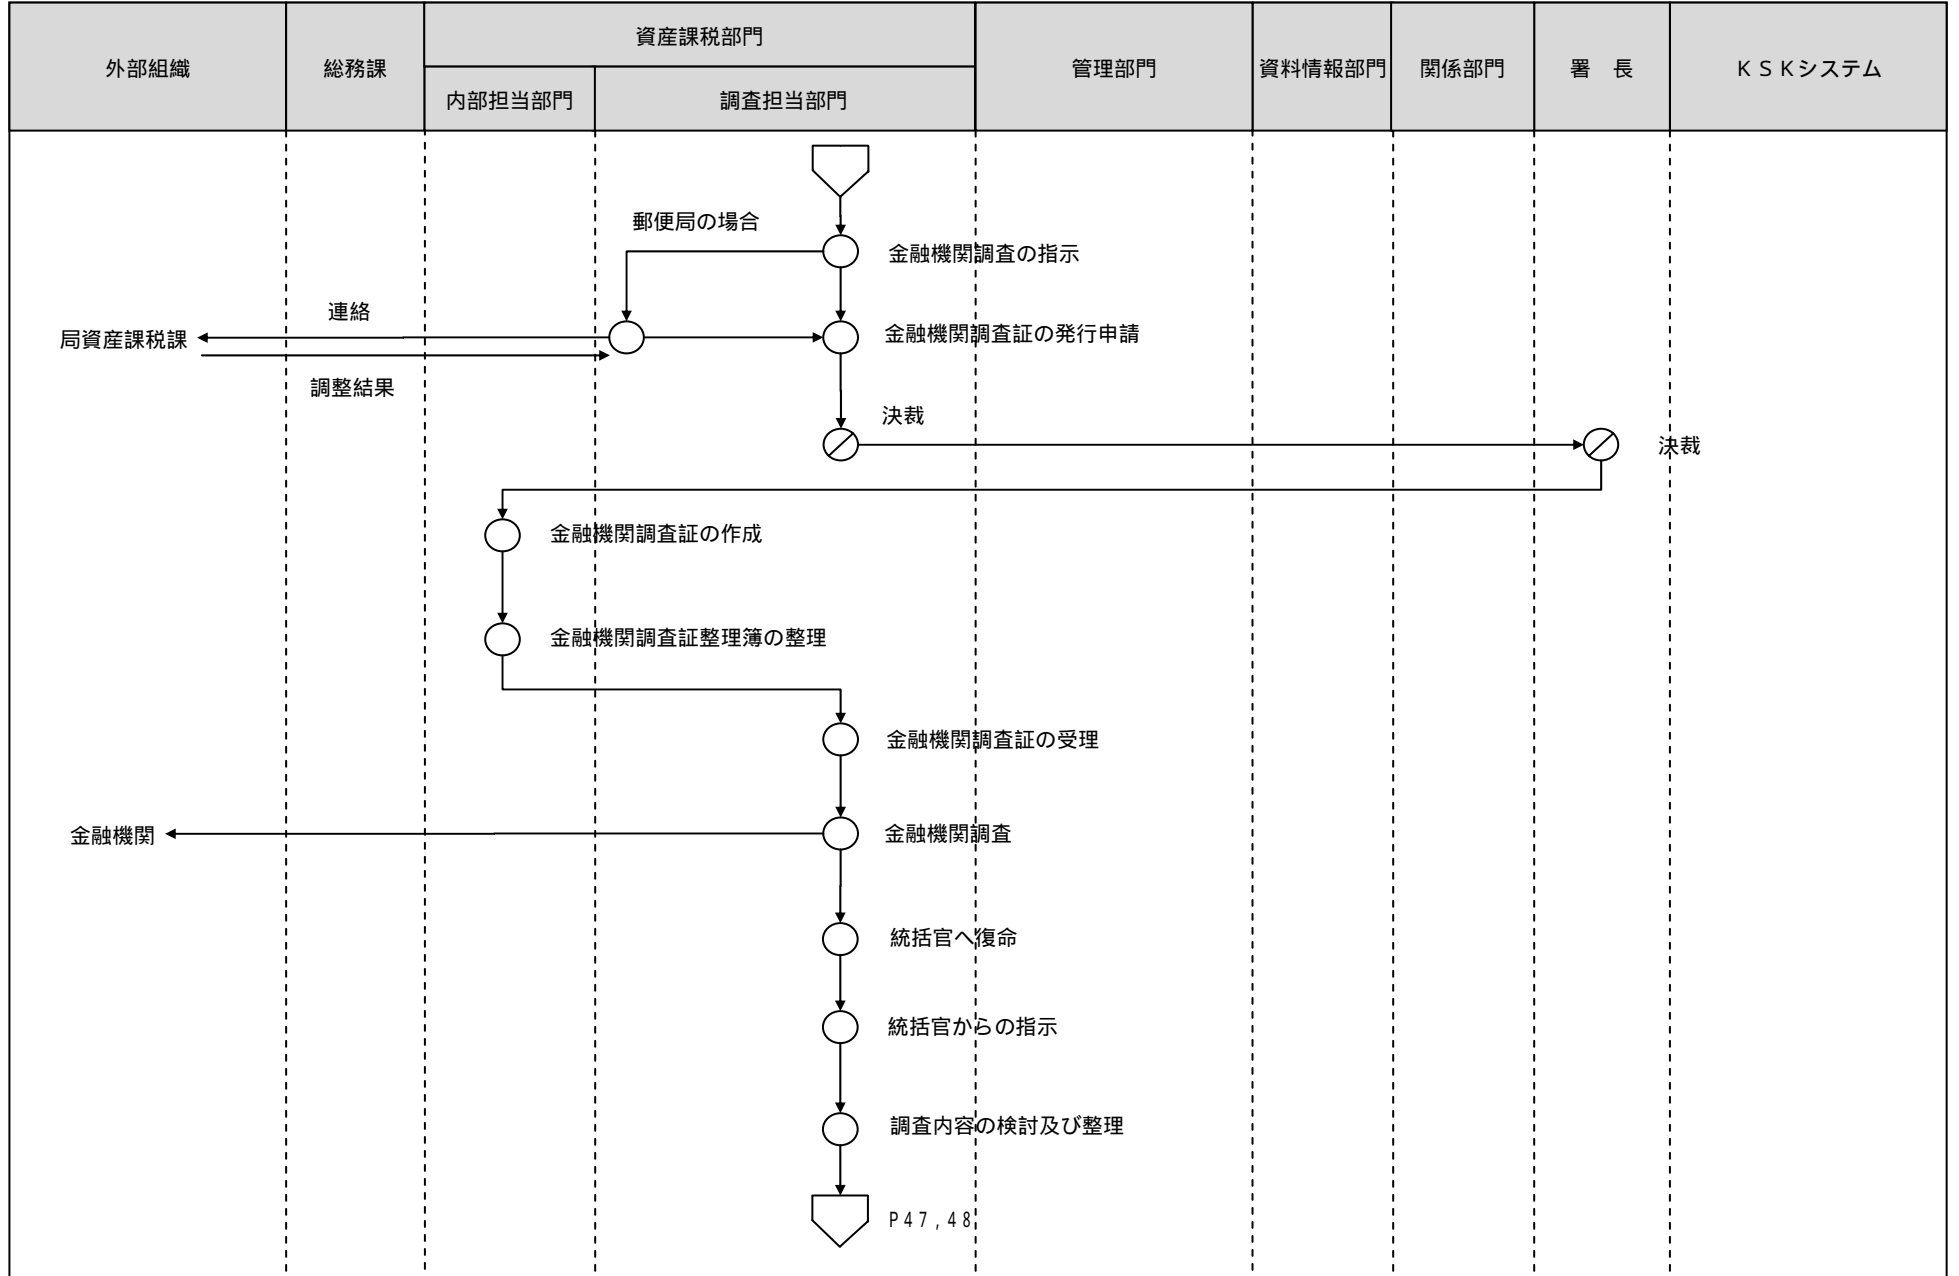 外部組織
総務課
資産課税部門
内部担当部門
調査担当部門
管理部門
資料情報部門
関係部門
署　長
ＫＳＫシステム
郵便局の場合
金融機関調査の指示
連絡
局資産課税課
金融機関調査証の発行申請
調整結果
決裁
決裁
金融機関調査証の作成
金融機関調査証整理簿の整理
金融機関調査証の受理
金融機関
金融機関調査
統括官へ復命
統括官からの指示
調査内容の検討及び整理
P47,48